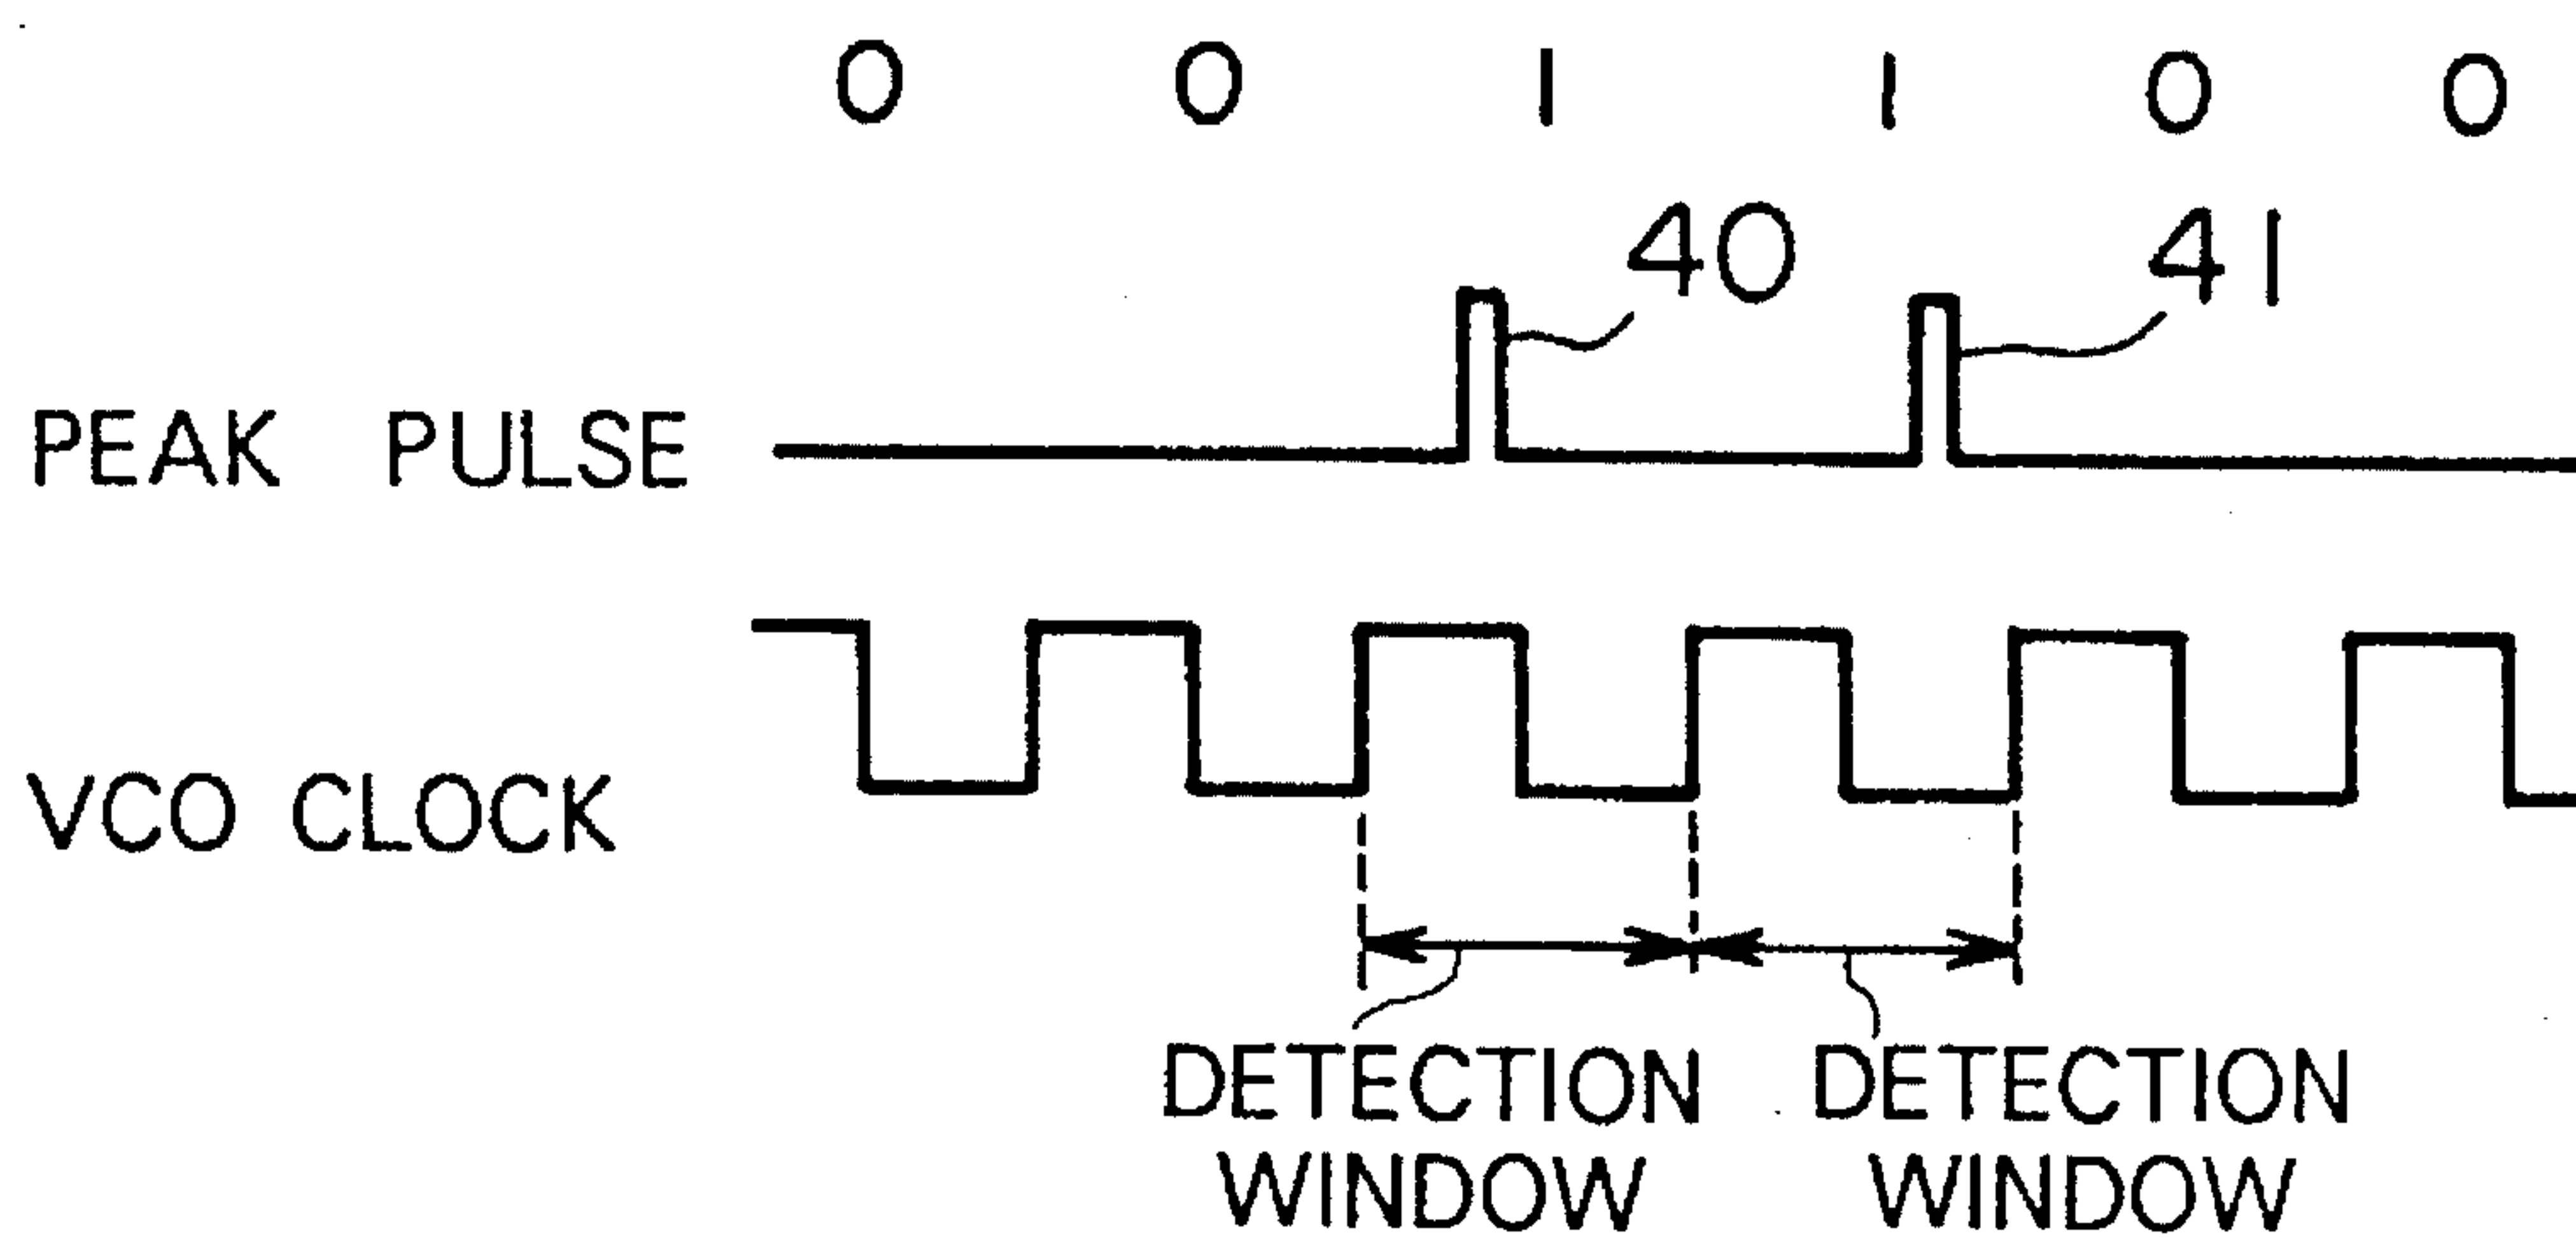 0 0 1 1 0 0
40 41
PEAK PULSE
VCO CLOCK
DETECTION WINDOW
DETECTION WINDOW